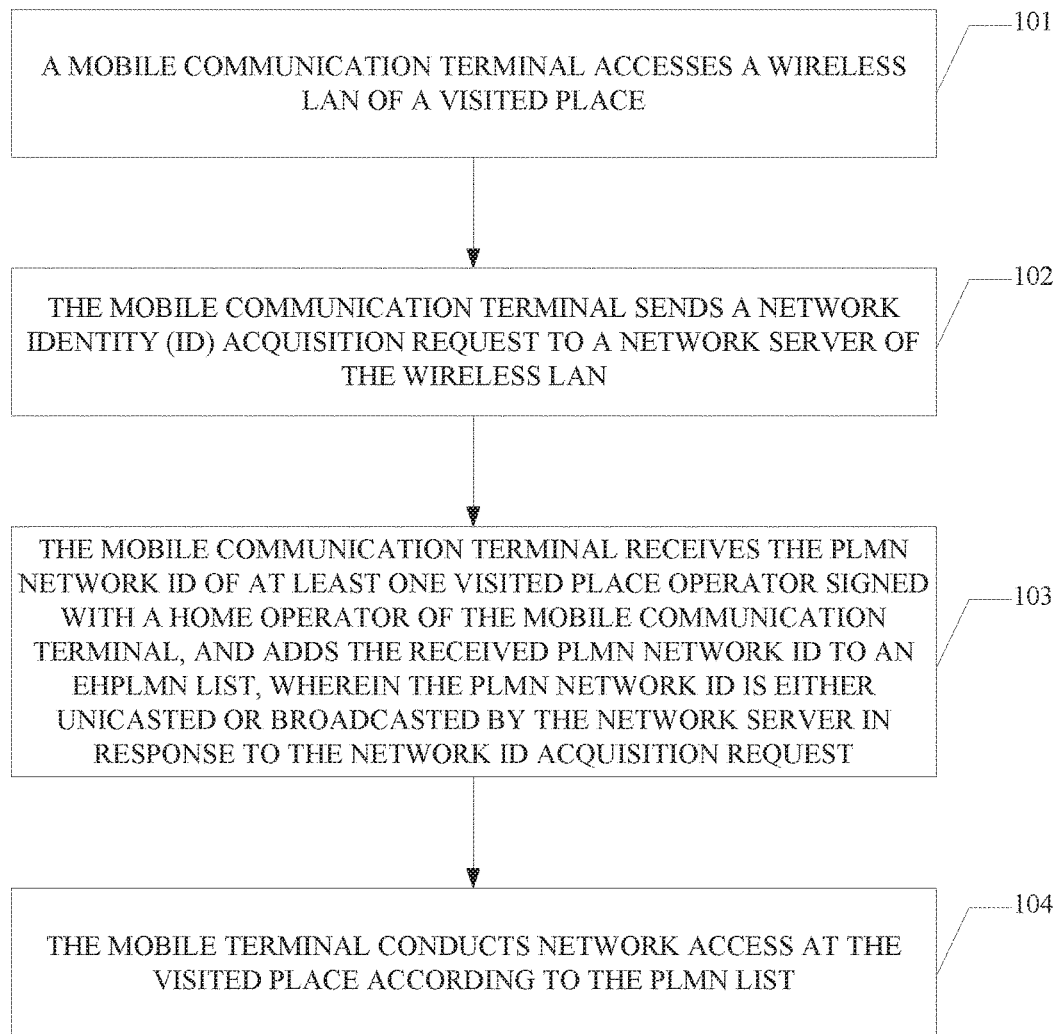 A MOBILE COMMUNICATION TERMINAL ACCESSES A WIRELESS
LAN OF A VISITED PLACE
101
THE MOBILE COMMUNICATION TERMINAL SENDS A NETWORK
IDENTITY (ID) ACQUISITION REQUEST TO A NETWORK SERVER OF
THE WIRELESS LAN
102
THE MOBILE COMMUNICATION TERMINAL RECEIVES THE PLMN
NETWORK ID OF AT LEAST ONE VISITED PLACE OPERATOR SIGNED
WITH A HOME OPERATOR OF THE MOBILE COMMUNICATION
TERMINAL, AND ADDS THE RECEIVED PLMN NETWORK ID TO AN
EHPLMN LIST, WHEREIN THE PLMN NETWORK ID IS EITHER
UNICASTED OR BROADCASTED BY THE NETWORK SERVER IN
RESPONSE TO THE NETWORK ID ACQUISITION REQUEST
103
THE MOBILE TERMINAL CONDUCTS NETWORK ACCESS AT THE
VISITED PLACE ACCORDING TO THE PLMN LIST
104